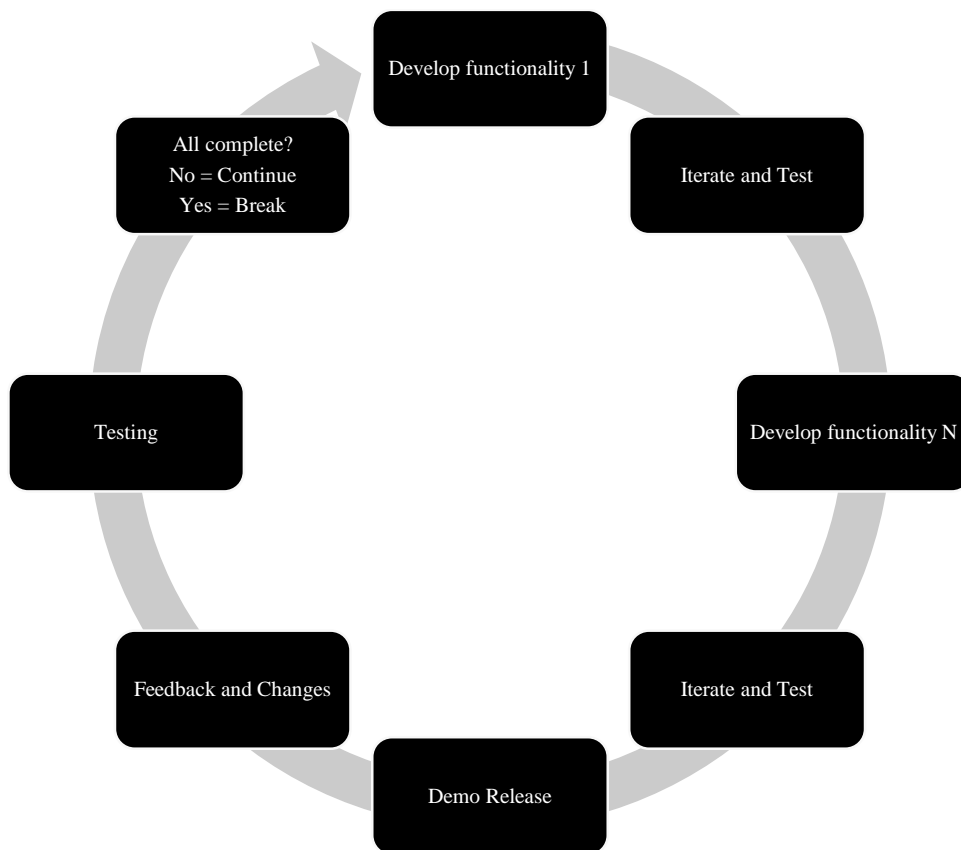 Develop functionality 1
Iterate and Test
Develop functionality N
Iterate and Test
Demo Release
Feedback and Changes
Testing
All complete?
No = Continue
Yes = Break